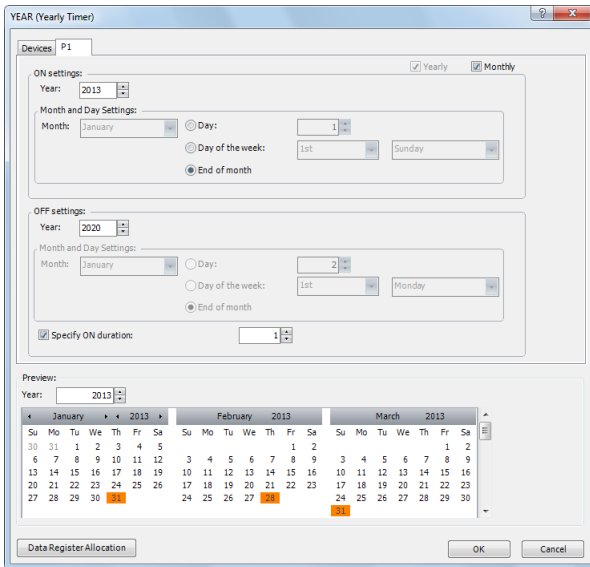 YEAR (Yearly Timer)
Devices P1
Yearly Monthly
ON settings:
Year: 2013
Month and Day Settings:
Month: January Day: 1
Day of the week: 1st Sunday
End of month
OFF settings:
Year: 2020
Month and Day Settings:
Month: January Day: 2
Day of the week: 1st Monday
End of month
Specify ON duration: 1
Preview:
Year: 2013
January 2013 February 2013 March 2013
Su Mo Tu We Th Fr Sa Su Mo Tu We Th Fr Sa Su Mo Tu We Th Fr Sa
30 31 1 2 3 4 5 1 2 1 2
6 7 8 9 10 11 12 3 4 5 6 7 8 9 3 4 5 6 7 8 9
13 14 15 16 17 18 19 10 11 12 13 14 15 16 10 11 12 13 14 15 16
20 21 22 23 24 25 26 17 18 19 20 21 22 23 17 18 19 20 21 22 23
27 28 29 30 31 24 25 26 27 28 24 25 26 27 28 29 30
31
Data Register Allocation OK Cancel